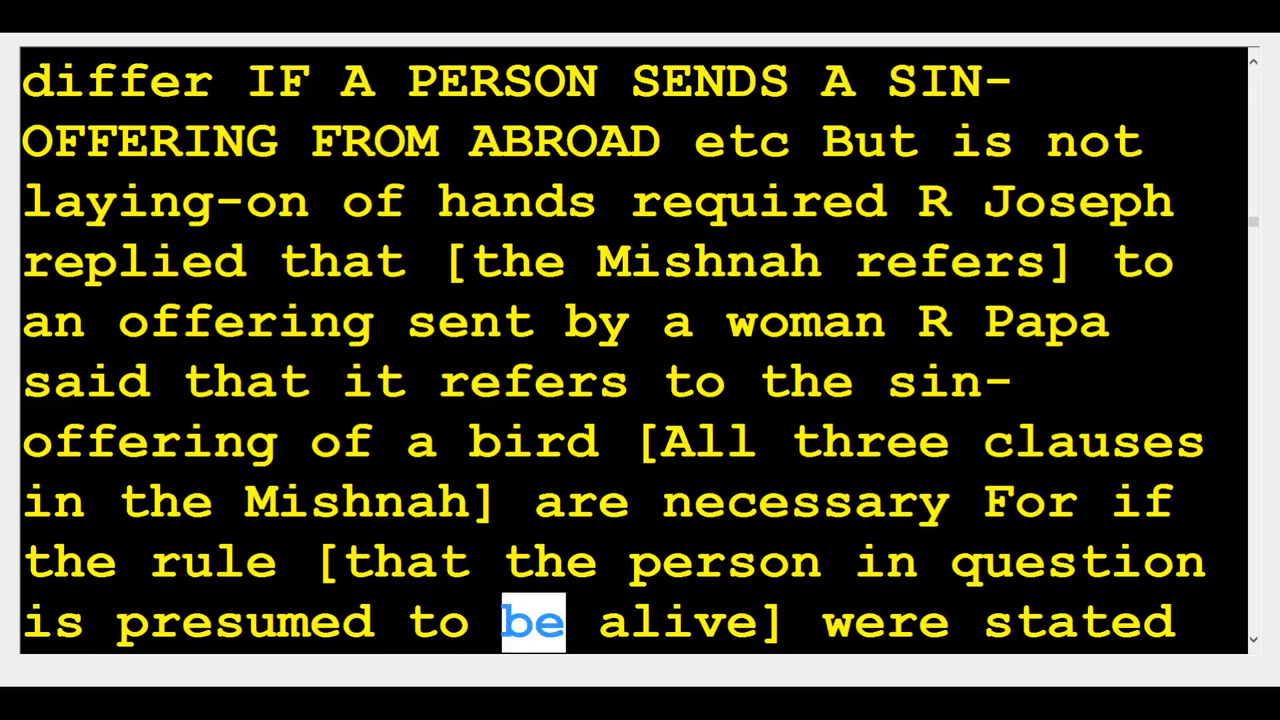 differ IF A PERSON SENDS A SIN-
OFFERING FROM ABROAD etc But is not
laying-on of hands required R Joseph
replied that [the Mishnah refers] to
an offering sent by a woman R Papa
said that it refers to the sin-
offering of a bird [All three clauses
in the Mishnah] are necessary For if
the rule [that the person in question
is presumed to be alive] were stated